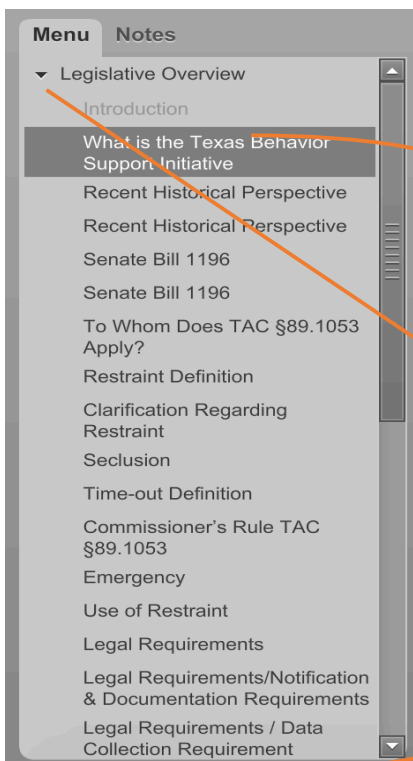 Menu Notes
Legislative Overview
Introduction
What is the Texas Behavior
Support Initiative
Recent Historical Perspective
Recent Historical Perspective
Senate Bill 1196
Senate Bill 1196
To Whom Does TAC §89.1053
Apply?
Restraint Definition
Clarification Regarding
Restraint
Seclusion
Time-out Definition
Commissioner's Rule TAC
§89.1053
Emergency
Use of Restraint
Legal Requirements
Legal Requirements/Notification
& Documentation Requirements
Legal Requirements / Data
Collection Requirement